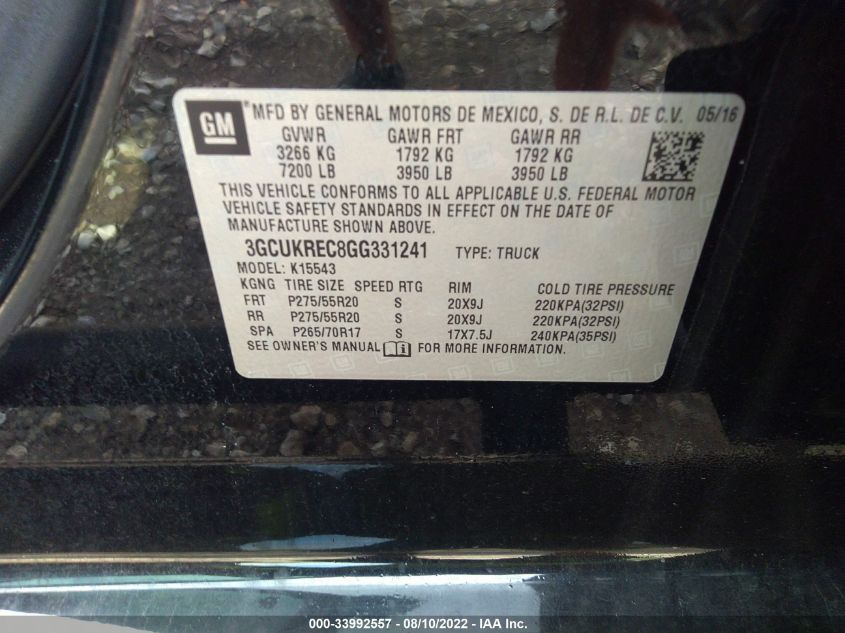 GM
MFD BY GENERAL MOTORS DE MEXICO, S. DE R.L. DE C.V. 05/16
GVWR GAWR FRT GAWR RR
3266 KG 1792 KG 1792 KG
7200 LB 3950 LB 3950 LB
THIS VEHICLE CONFORMS TO ALL APPLICABLE U.S. FEDERAL MOTOR
VEHICLE SAFETY STANDARDS IN EFFECT ON THE DATE OF
MANUFACTURE SHOWN ABOVE.
3GCUKREC8GG331241 TYPE: TRUCK
MODEL: K15543
KGNG TIRE SIZE SPEED RTG RIM COLD TIRE PRESSURE
FRT P275/55R20 S 20X9J 220KPA(32PSI)
RR P275/55R20 S 20X9J 220KPA(32PSI)
SPA P265/70R17 S 17X7.5J 240KPA(35PSI)
SEE OWNER'S MANUAL FOR MORE INFORMATION.
000-33992557 - 08/10/2022 - IAA Inc.